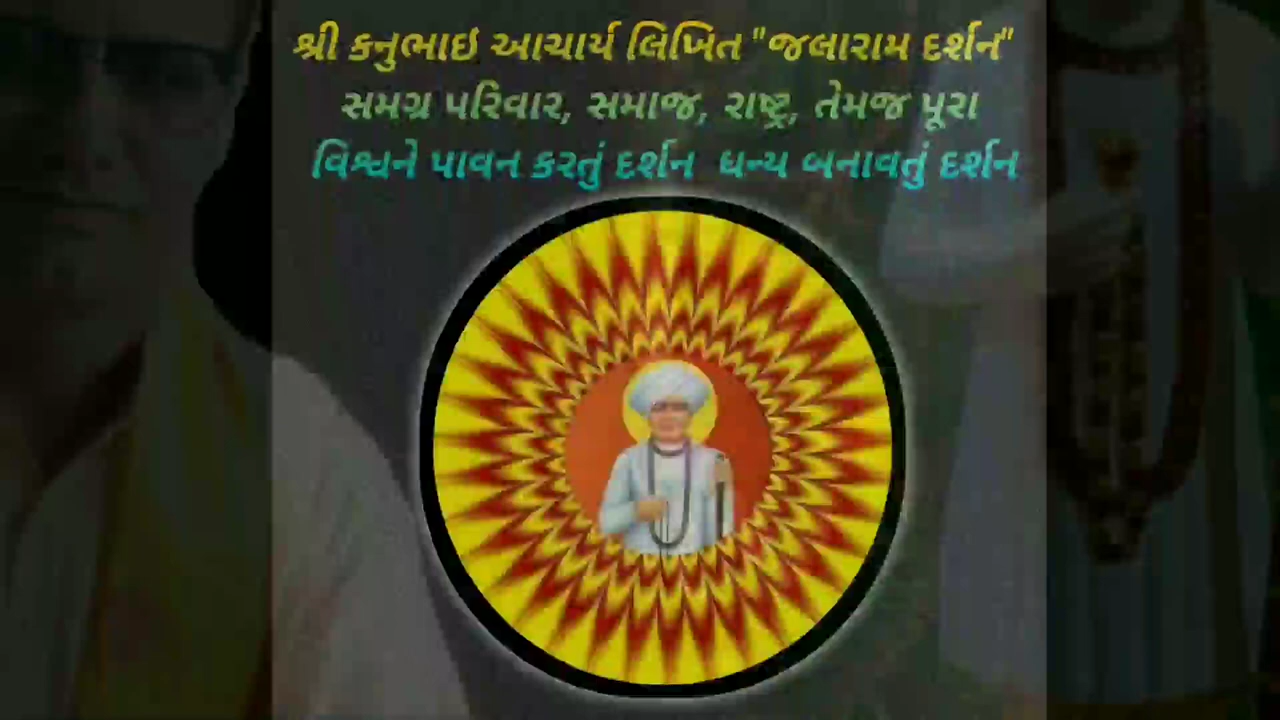 શ્રી કનુભાઇ આચાર્ય લિખિત "જલારામ દર્શન"
સમગ્ર પરિવાર, સમાજ, રાષ્ટ્ર, તેમજ પૂરા
વિશ્વને પાવન કરતું દર્શન ધન્ય બનાવતું દર્શન